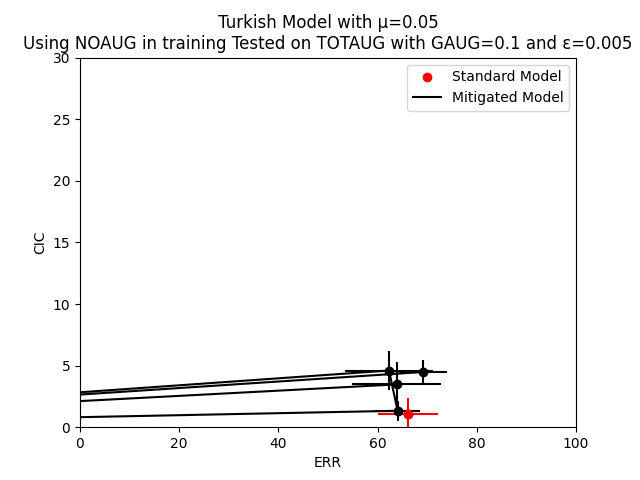 Turkish Model with μ=0.05
Using NOAUG in training Tested on TOTAUG with GAUG=0.1 and ε=0.005
Standard Model
Mitigated Model
30
25
20
15
10
5
0
CIC
0 20 40 60 80 100
ERR